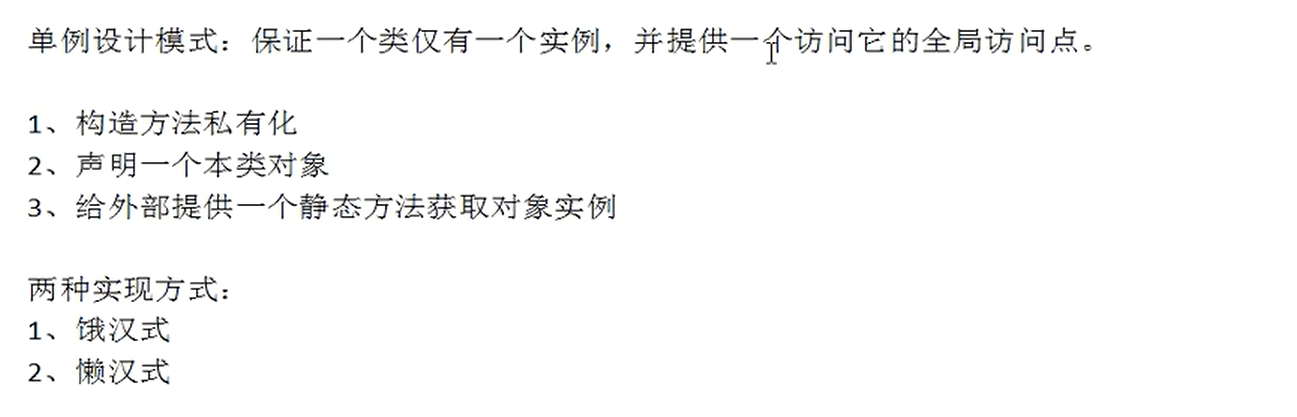 单例设计模式：保证一个类仅有一个实例，并提供一个访问它的全局访问点。
1、构造方法私有化
2、声明一个本类对象
3、给外部提供一个静态方法获取对象实例
两种实现方式：
1、饿汉式
2、懒汉式